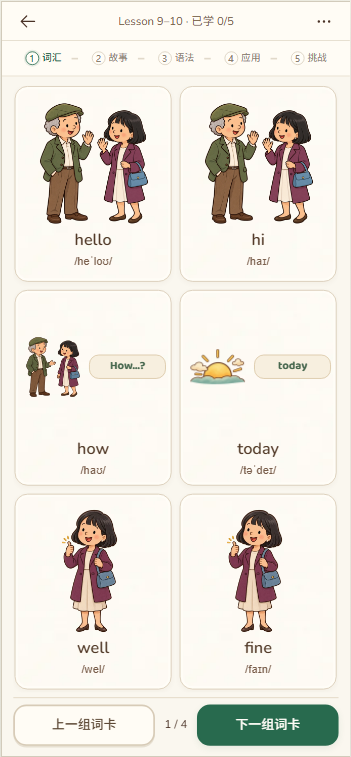 Lesson 9–10 · 已学 0/5
1 词汇 – 2 故事 – 3 语法 – 4 应用 – 5 挑战
hello
/heˈloʊ/
hi
/haɪ/
How...?
how
/haʊ/
today
today
/təˈdeɪ/
well
/wel/
fine
/faɪn/
上一组词卡
1 / 4
下一组词卡